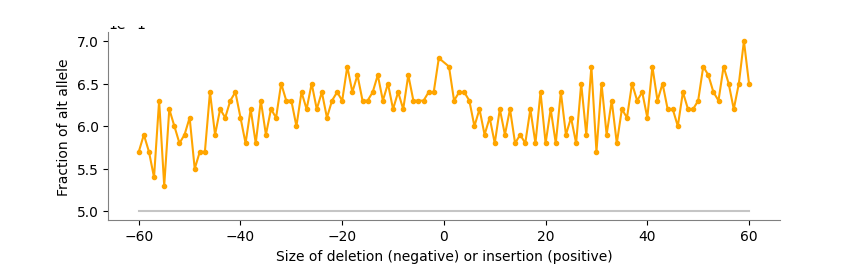 7.0
6.5
6.0
5.5
5.0
Fraction of alt allele
−60 −40 −20 0 20 40 60
Size of deletion (negative) or insertion (positive)